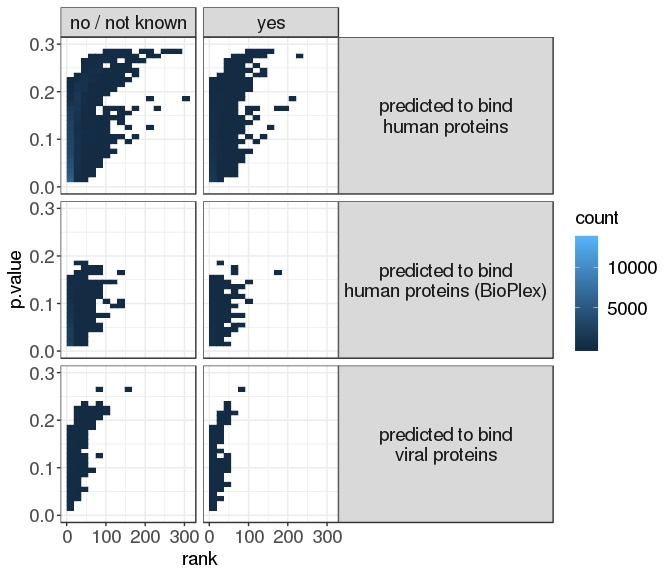 no / not known yes
0.3
0.2
0.1
0.0
predicted to bind
human proteins
0.3
0.2
0.1
0.0
predicted to bind
human proteins (BioPlex)
0.3
0.2
0.1
0.0
predicted to bind
viral proteins
p.value
0 100 200 300 0 100 200 300
rank
count
10000
5000